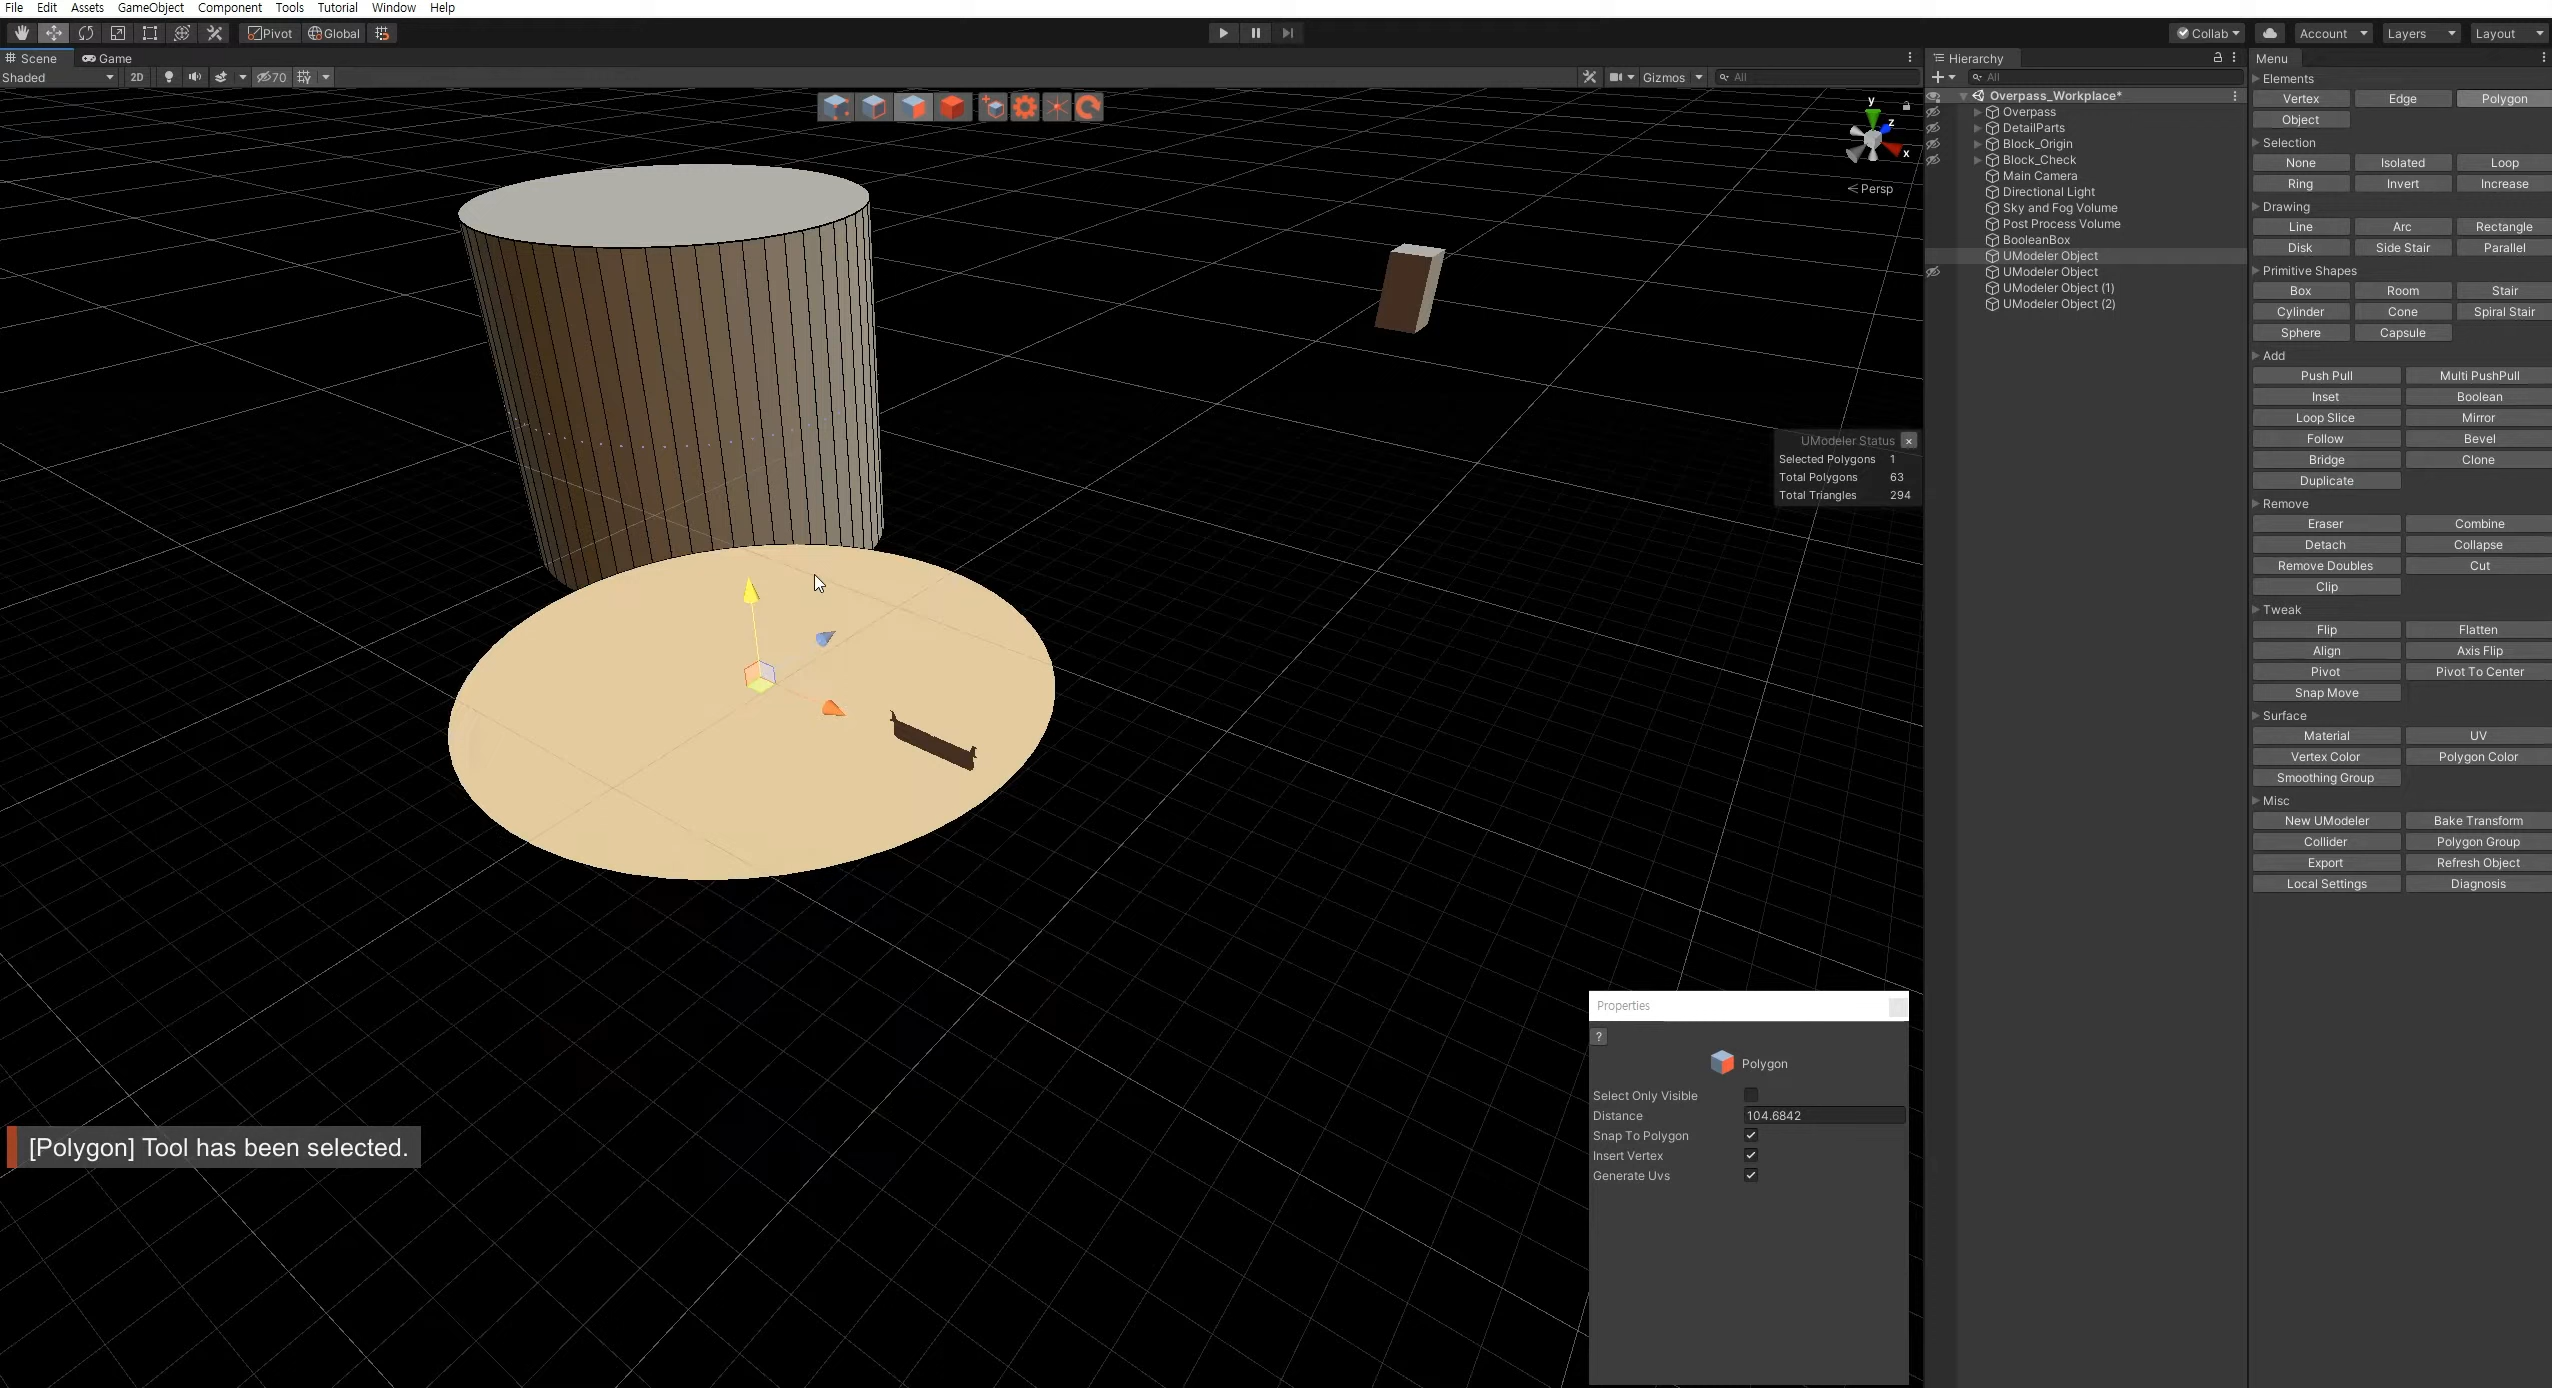 File Edit Assets GameObject Component Tools Tutorial Window Help
Pivot Global Collab Account Layers Layout
Scene Game
Shaded 2D 70 Gizmos All
y
z
x
Persp
UModeler Status
Selected Polygons 1
Total Polygons 63
Total Triangles 294
[Polygon] Tool has been selected.
Properties
?
Polygon
Select Only Visible
Distance 104.6842
Snap To Polygon
Insert Vertex
Generate Uvs
Hierarchy
All
Overpass_Workplace*
Overpass
DetailParts
Block_Origin
Block_Check
Main Camera
Directional Light
Sky and Fog Volume
Post Process Volume
BooleanBox
UModeler Object
UModeler Object
UModeler Object (1)
UModeler Object (2)
Menu
Elements
Vertex Edge Polygon
Object
Selection
None Isolated Loop
Ring Invert Increase
Drawing
Line Arc Rectangle
Disk Side Stair Parallel
Primitive Shapes
Box Room Stair
Cylinder Cone Spiral Stair
Sphere Capsule
Add
Push Pull Multi PushPull
Inset Boolean
Loop Slice Mirror
Follow Bevel
Bridge Clone
Duplicate
Remove
Eraser Combine
Detach Collapse
Remove Doubles Cut
Clip
Tweak
Flip Flatten
Align Axis Flip
Pivot Pivot To Center
Snap Move
Surface
Material UV
Vertex Color Polygon Color
Smoothing Group
Misc
New UModeler Bake Transform
Collider Polygon Group
Export Refresh Object
Local Settings Diagnosis